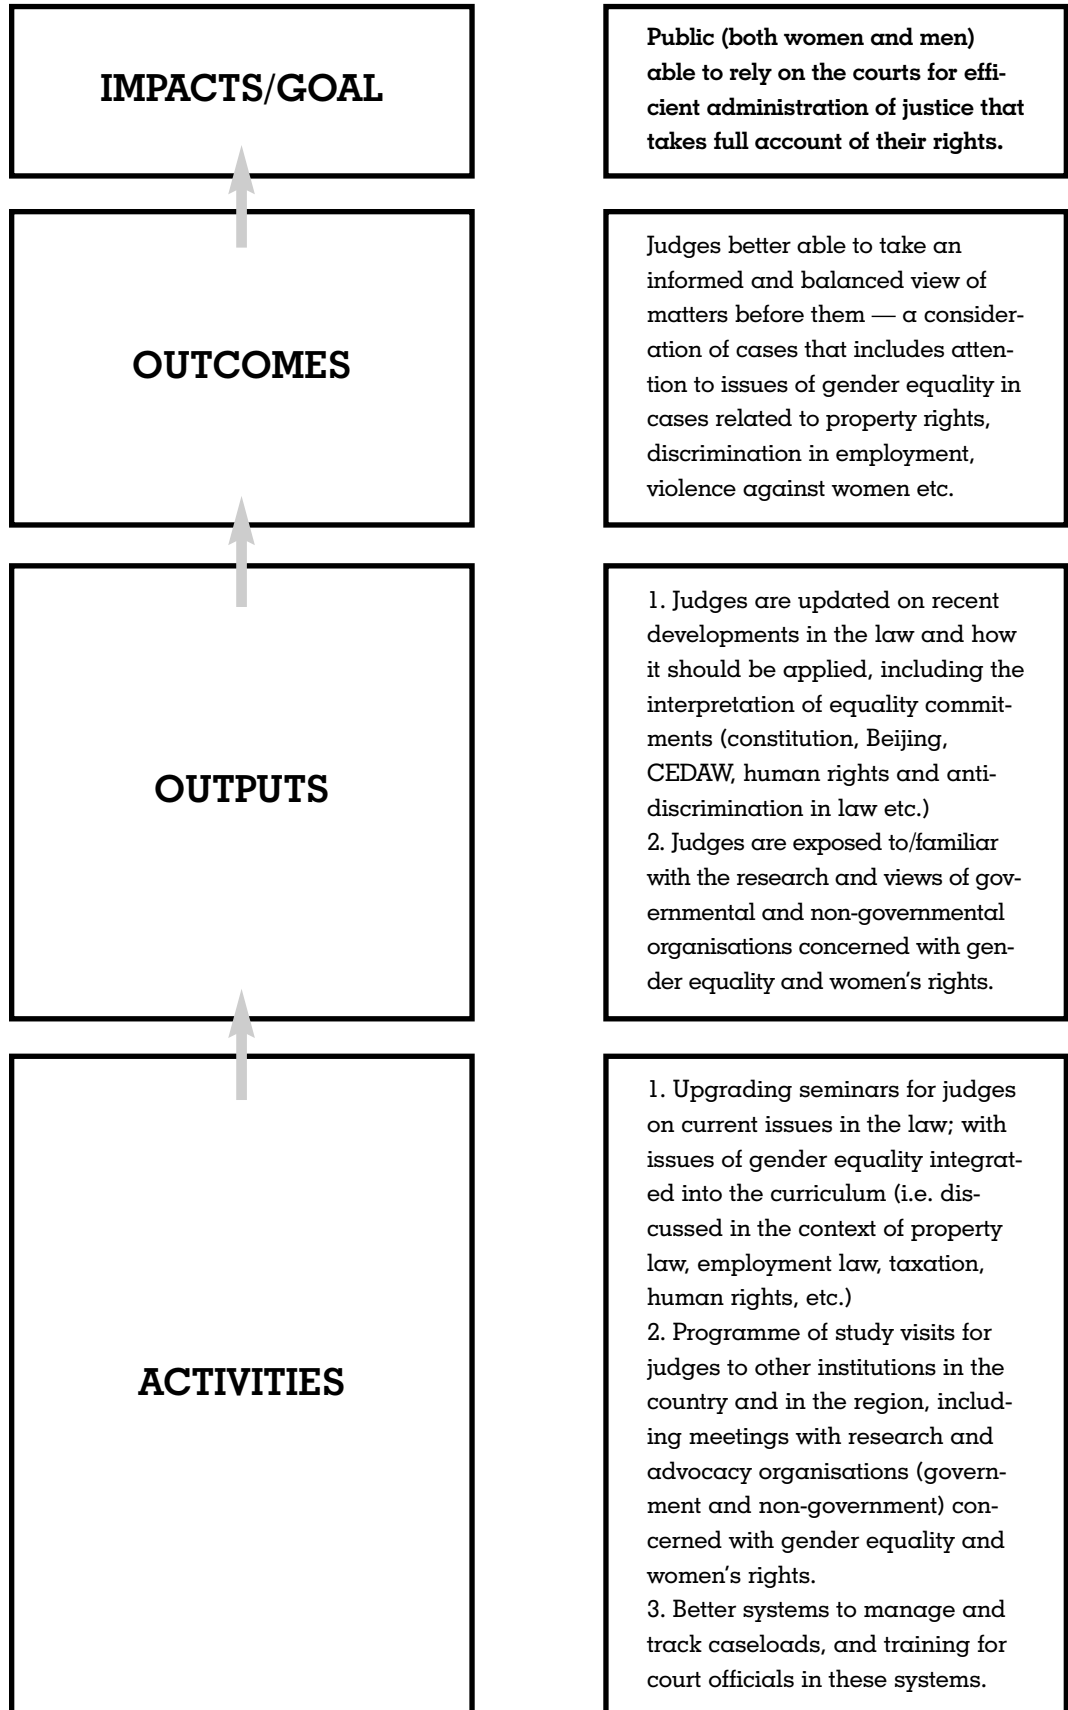 IMPACTS/GOAL
Public (both women and men)
able to rely on the courts for effi-
cient administration of justice that
takes full account of their rights.
OUTCOMES
Judges better able to take an
informed and balanced view of
matters before them — a consider-
ation of cases that includes atten-
tion to issues of gender equality in
cases related to property rights,
discrimination in employment,
violence against women etc.
OUTPUTS
1. Judges are updated on recent
developments in the law and how
it should be applied, including the
interpretation of equality commit-
ments (constitution, Beijing,
CEDAW, human rights and anti-
discrimination in law etc.)
2. Judges are exposed to/familiar
with the research and views of gov-
ernmental and non-governmental
organisations concerned with gen-
der equality and women's rights.
ACTIVITIES
1. Upgrading seminars for judges
on current issues in the law; with
issues of gender equality integrat-
ed into the curriculum (i.e. dis-
cussed in the context of property
law, employment law, taxation,
human rights, etc.)
2. Programme of study visits for
judges to other institutions in the
country and in the region, includ-
ing meetings with research and
advocacy organisations (govern-
ment and non-government) con-
cerned with gender equality and
women's rights.
3. Better systems to manage and
track caseloads, and training for
court officials in these systems.